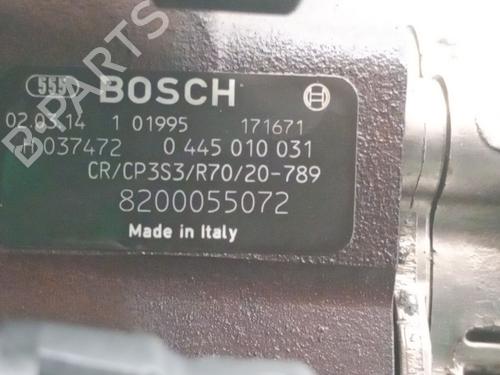 B-PARTS
555 BOSCH
02.03.14 1 01995 171671
H037472 0 445 010 031
CR/CP3S3/R70/20-789
8200055072
Made in Italy